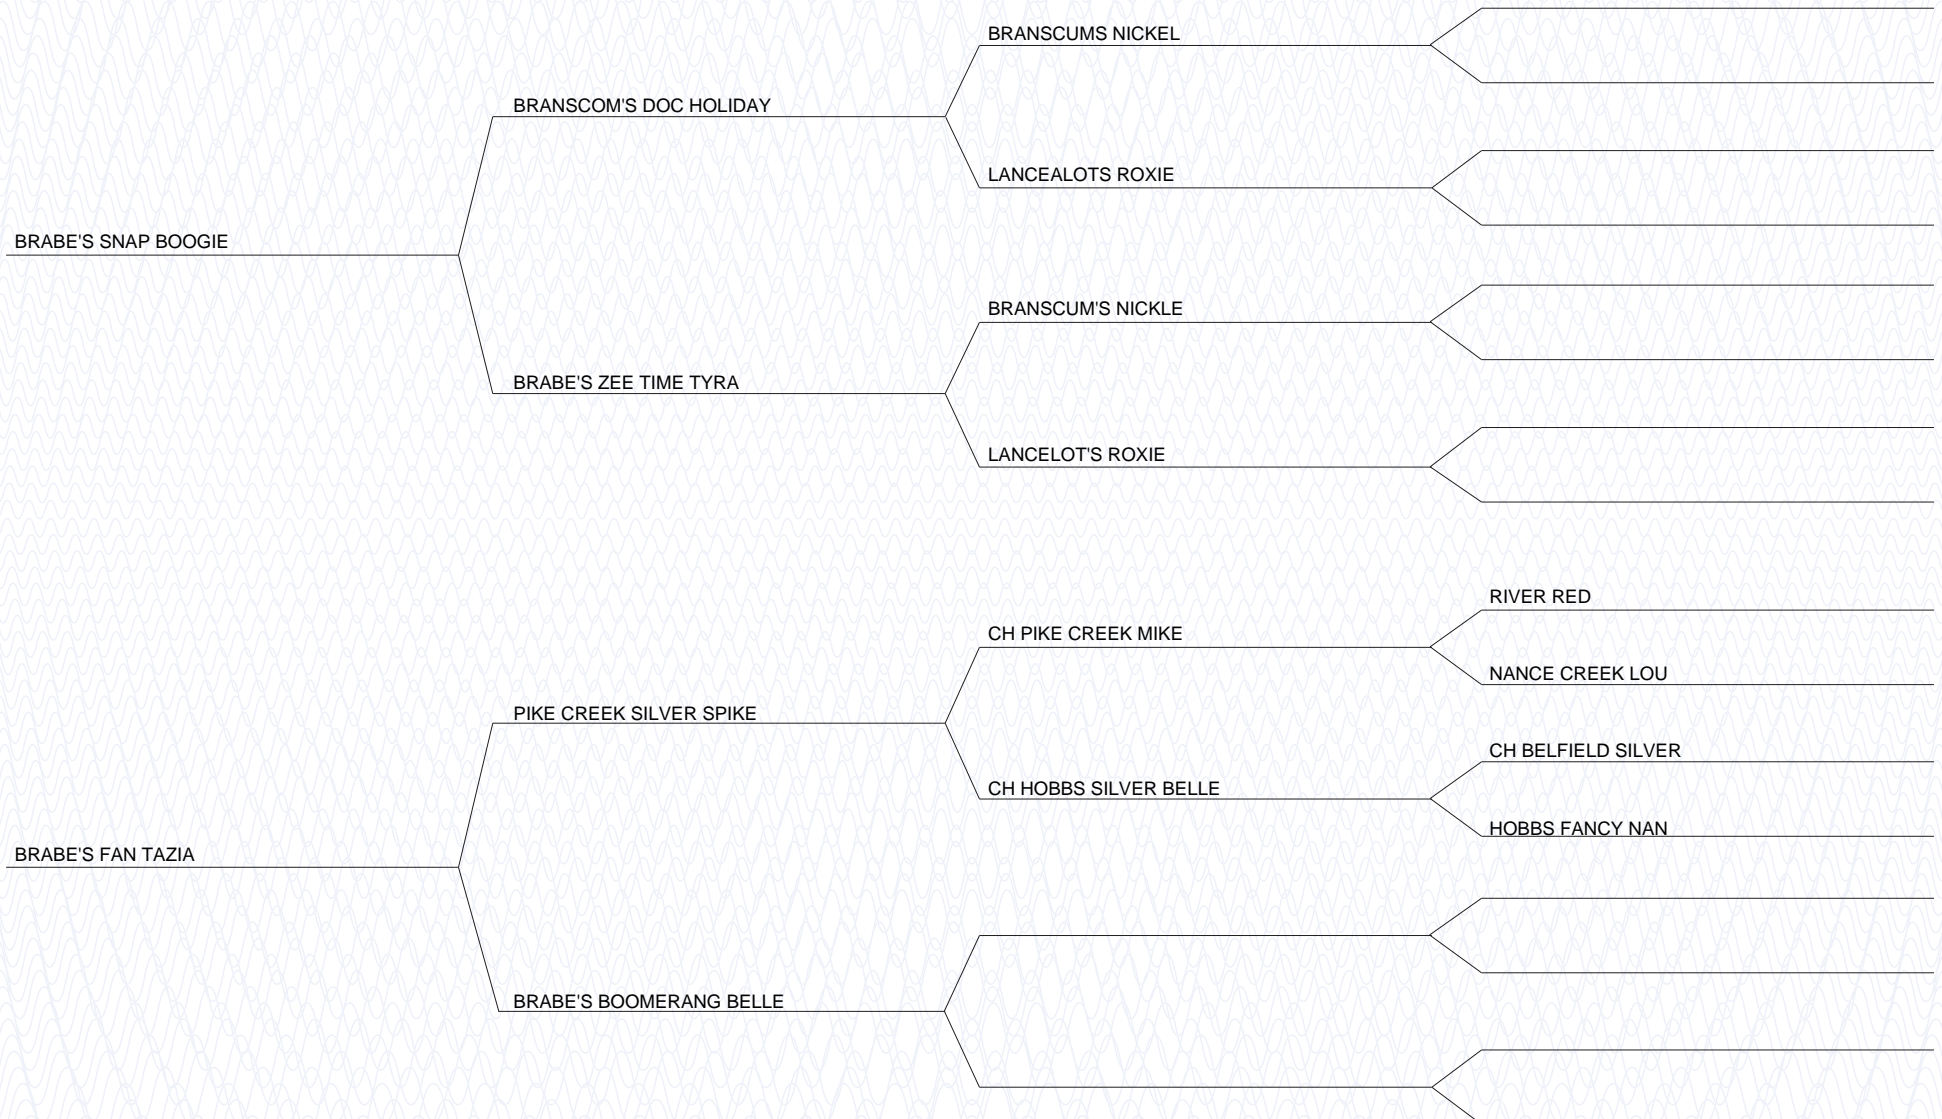 BRANSCUMS NICKEL
BRANSCOM'S DOC HOLIDAY
LANCEALOTS ROXIE
BRABE'S SNAP BOOGIE
BRANSCUM'S NICKLE
BRABE'S ZEE TIME TYRA
LANCELOT'S ROXIE
RIVER RED
CH PIKE CREEK MIKE
NANCE CREEK LOU
PIKE CREEK SILVER SPIKE
CH BELFIELD SILVER
CH HOBBS SILVER BELLE
HOBBS FANCY NAN
BRABE'S FAN TAZIA
BRABE'S BOOMERANG BELLE